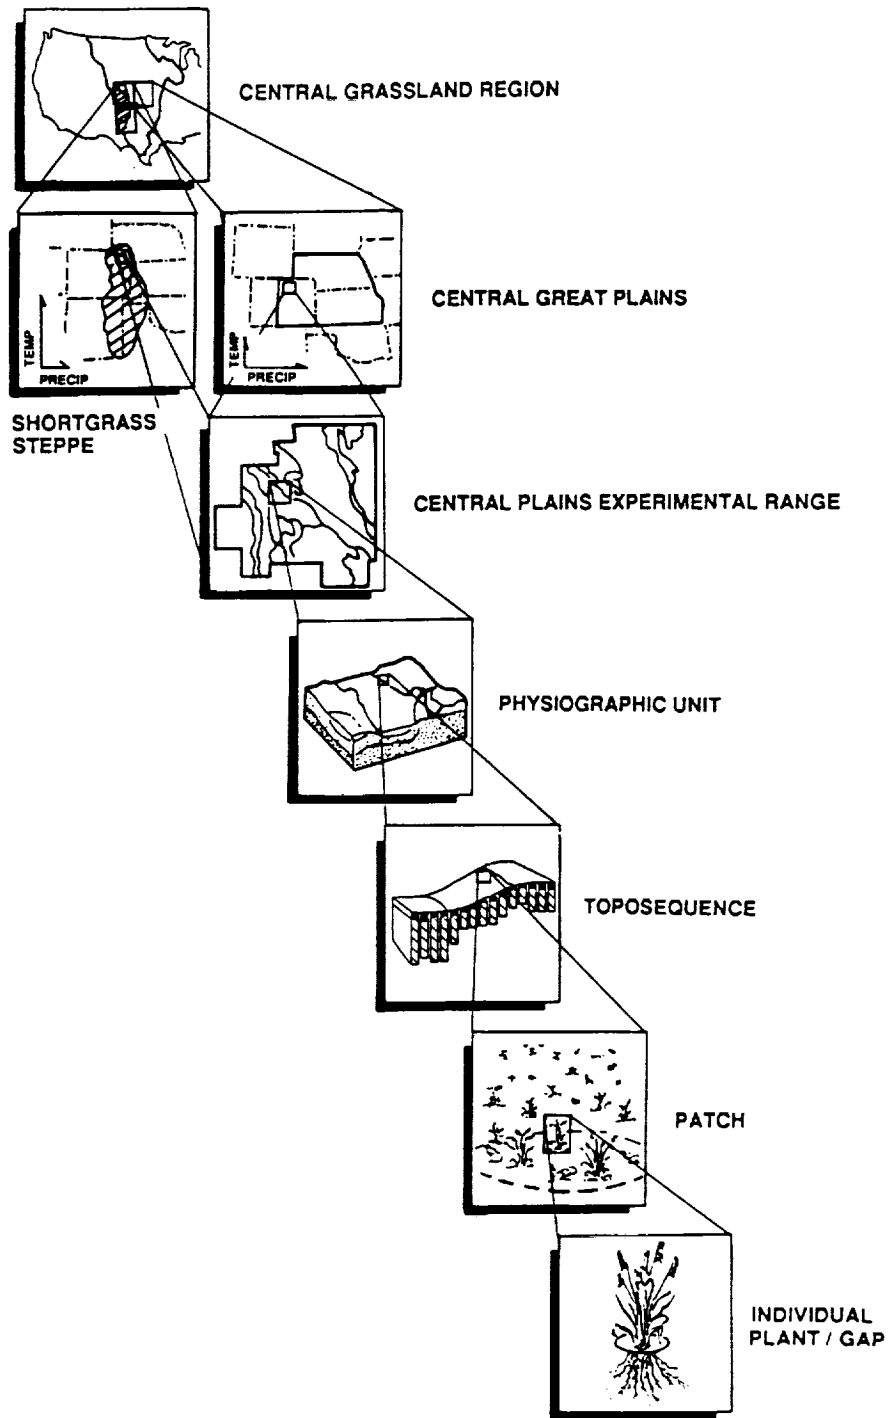 CENTRAL GRASSLAND REGION
TEMP
PRECIP
TEMP
PRECIP
CENTRAL GREAT PLAINS
SHORTGRASS
STEPPE
CENTRAL PLAINS EXPERIMENTAL RANGE
PHYSIOGRAPHIC UNIT
TOPOSEQUENCE
PATCH
INDIVIDUAL
PLANT / GAP